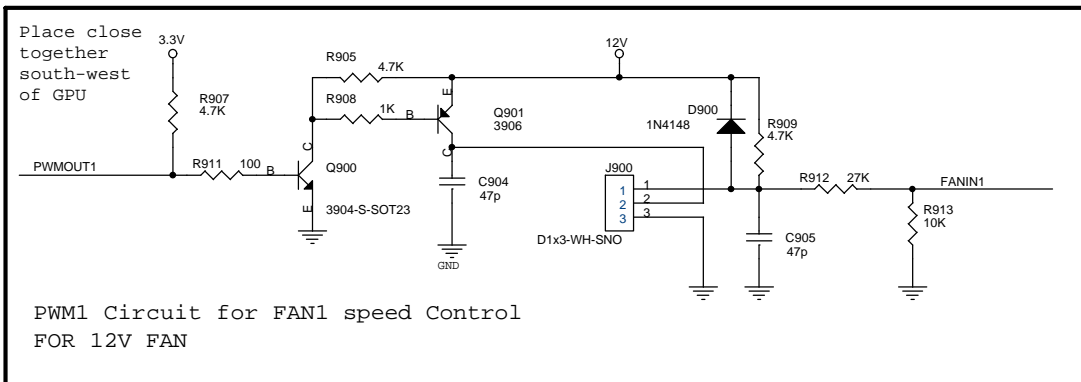 Place close
together
south-west
of GPU
3.3V
R907
4.7K
PWMOUT1
R911 100
B
C
E
Q900
3904-S-SOT23
R905
4.7K
R908
1K
B
E
C
Q901
3906
C904
47p
GND
12V
D900
1N4148
R909
4.7K
J900
1 1
2 2
3 3
D1x3-WH-SNO
R912 27K
FANIN1
R913
10K
C905
47p
PWM1 Circuit for FAN1 speed Control
FOR 12V FAN